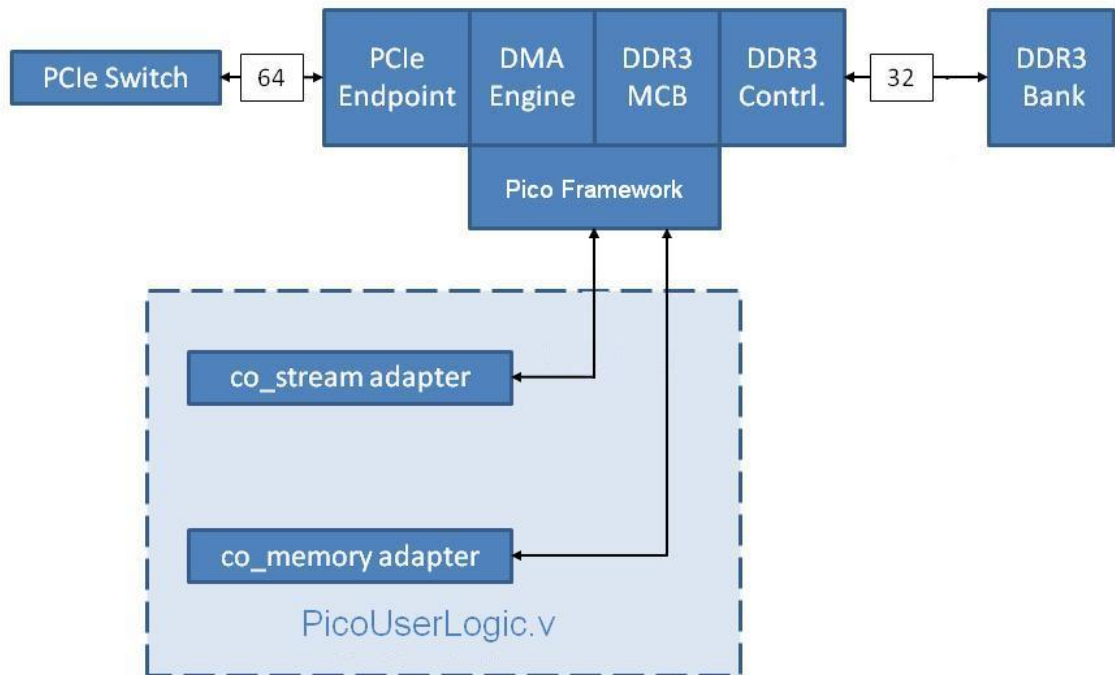 PCIe Switch
64
PCIe
Endpoint
DMA
Engine
DDR3
MCB
DDR3
Contrl.
32
DDR3
Bank
Pico Framework
co_stream adapter
co_memory adapter
PicoUserLogic.v